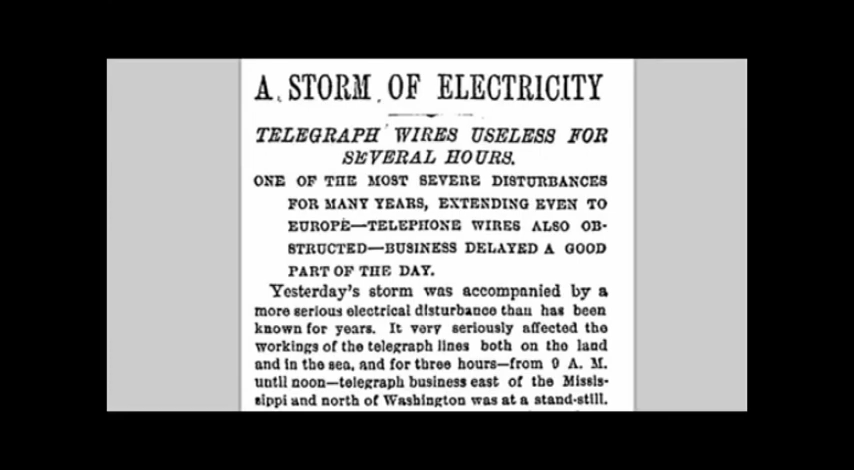 A STORM OF ELECTRICITY
TELEGRAPH WIRES USELESS FOR
SEVERAL HOURS.
ONE OF THE MOST SEVERE DISTURBANCES
FOR MANY YEARS, EXTENDING EVEN TO
EUROPE—TELEPHONE WIRES ALSO OB-
STRUCTED—BUSINESS DELAYED A GOOD
PART OF THE DAY.
Yesterday's storm was accompanied by a
more serious electrical disturbance than has been
known for years. It very seriously affected the
workings of the telegraph lines both on the land
and in the sea, and for three hours—from 9 A. M.
until noon—telegraph business east of the Missis-
sippi and north of Washington was at a stand-still.